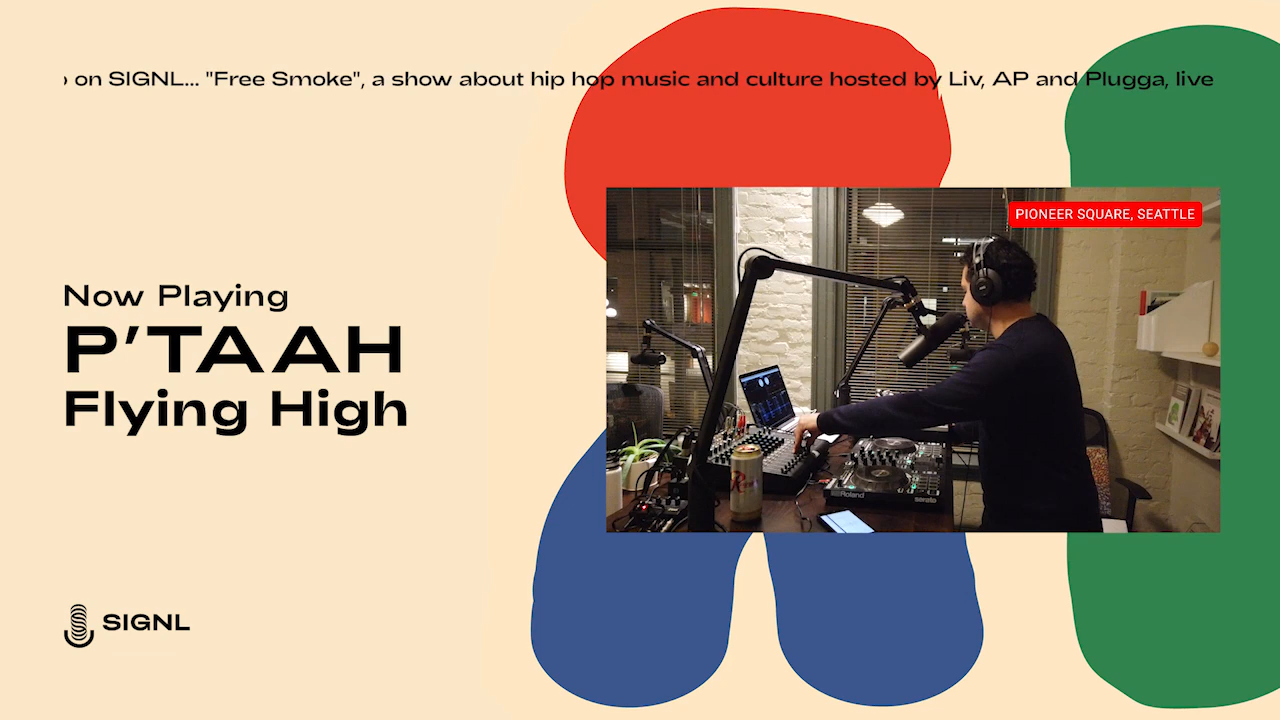 on SIGNL... "Free Smoke", a show about hip hop music and culture hosted by Liv, AP and Plugga, live
PIONEER SQUARE, SEATTLE
Now Playing
P'TAAH
Flying High
Roland
serato
SIGNL